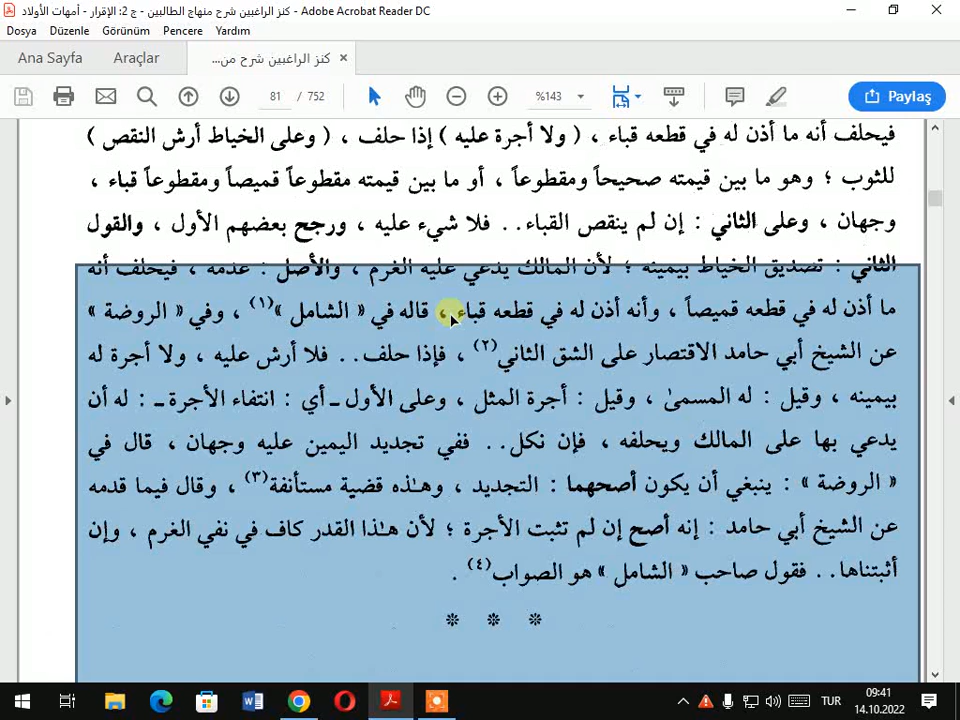 كنز الراغبين شرح منهاج الطالبين - ج 2: الإقرار - أمهات الأولاد - Adobe Acrobat Reader DC
Dosya Düzenle Görünüm Pencere Yardım
Ana Sayfa Araçlar كنز الراغبين شرح من... ×
81 / 752 %143 Paylaş
فيحلف أنه ما أذن له في قطعه قباء ، ( ولا أجرة عليه ) إذا حلف ، ( وعلى الخياط أرش النقص )
للثوب ؛ وهو ما بين قيمته صحيحاً ومقطوعاً ، أو ما بين قيمته مقطوعاً قميصاً ومقطوعاً قباء ،
وجهان ، وعلى الثاني : إن لم ينقص القباء.. فلا شيء عليه ، ورجح بعضهم الأول ، والقول
الثاني : تصديق الخياط بيمينه ؛ لأن المالك يدعي عليه الغرم ، والأصل : عدمه ، فيحلف أنه
ما أذن له في قطعه قميصاً ، وأنه أذن له في قطعه قباء ، قاله في « الشامل »(١) ، وفي « الروضة »
عن الشيخ أبي حامد الاقتصار على الشق الثاني(٢) ، فإذا حلف.. فلا أرش عليه ، ولا أجرة له
بيمينه ، وقيل : له المسمىٰ ، وقيل : أجرة المثل ، وعلى الأول ـ أي : انتفاء الأجرة ـ : له أن
يدعي بها على المالك ويحلفه ، فإن نكل.. ففي تجديد اليمين عليه وجهان ، قال في
« الروضة » : ينبغي أن يكون أصحهما : التجديد ، وهـٰذه قضية مستأنفة(٣) ، وقال فيما قدمه
عن الشيخ أبي حامد : إنه أصح إن لم تثبت الأجرة ؛ لأن هـٰذا القدر كاف في نفي الغرم ، وإن
أثبتناها.. فقول صاحب « الشامل » هو الصواب(٤) .
* * *
TUR 09:41
14.10.2022